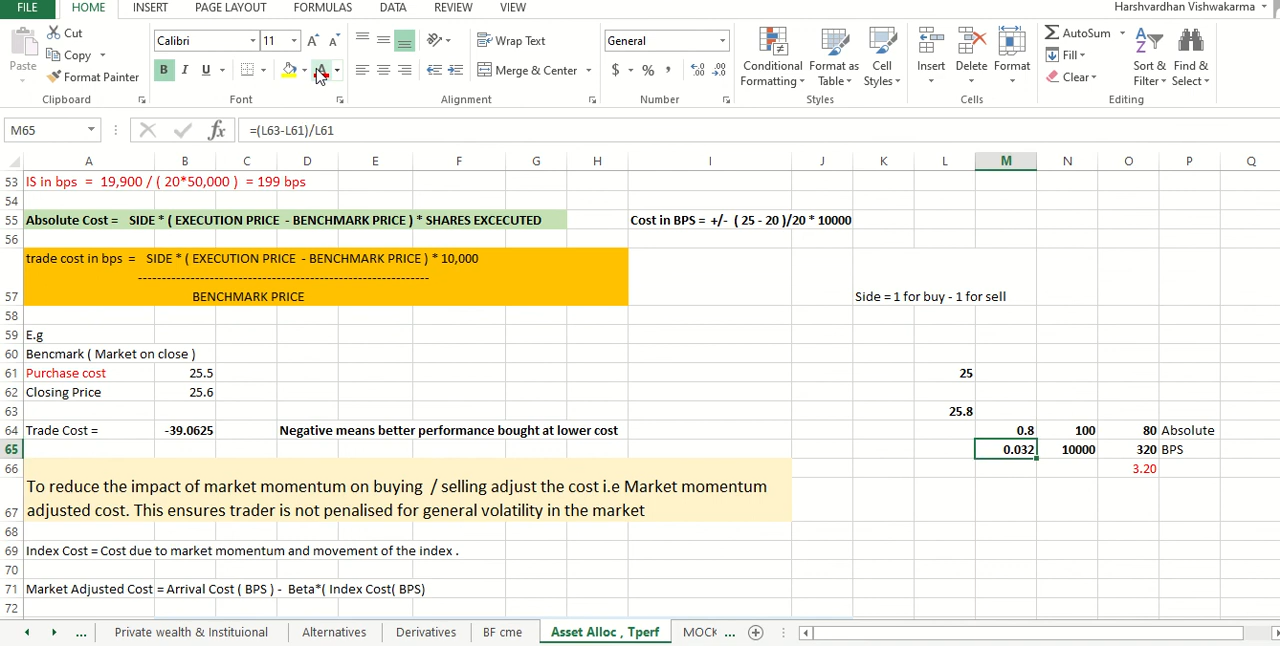 FILE HOME INSERT PAGE LAYOUT FORMULAS DATA REVIEW VIEW Harshvardhan Vishwakarma
Paste Cut Copy Format Painter Clipboard
Calibri 11 B I U Font
Wrap Text Merge & Center Alignment
General $ % , Number
Conditional Formatting Format as Table Cell Styles Styles
Insert Delete Format Cells
AutoSum Fill Clear Sort & Filter Find & Select Editing
M65 fx =(L63-L61)/L61
A B C D E F G H I J K L M N O P Q
53 IS in bps = 19,900 / ( 20*50,000 ) = 199 bps
54
55 Absolute Cost = SIDE * ( EXECUTION PRICE - BENCHMARK PRICE ) * SHARES EXCECUTED Cost in BPS = +/- ( 25 - 20 )/20 * 10000
56
trade cost in bps = SIDE * ( EXECUTION PRICE - BENCHMARK PRICE ) * 10,000
57 BENCHMARK PRICE Side = 1 for buy - 1 for sell
58
59 E.g
60 Bencmark ( Market on close )
61 Purchase cost 25.5 25
62 Closing Price 25.6
63 25.8
64 Trade Cost = -39.0625 Negative means better performance bought at lower cost 0.8 100 80 Absolute
65 0.032 10000 320 BPS
66 3.20
To reduce the impact of market momentum on buying / selling adjust the cost i.e Market momentum
67 adjusted cost. This ensures trader is not penalised for general volatility in the market
68
69 Index Cost = Cost due to market momentum and movement of the index .
70
71 Market Adjusted Cost = Arrival Cost ( BPS ) - Beta*( Index Cost( BPS)
72
... Private wealth & Instituional Alternatives Derivatives BF cme Asset Alloc , Tperf MOCK ...